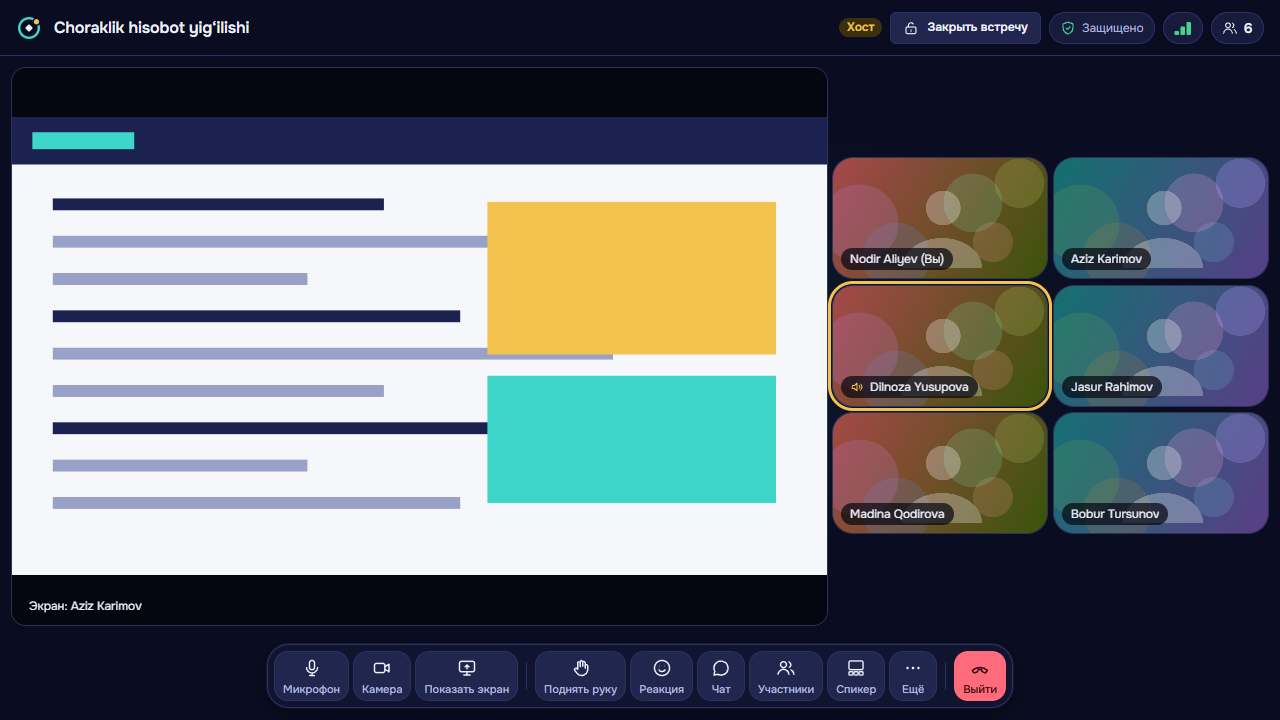 Choraklik hisobot yig‘ilishi
Хост
Закрыть встречу
Защищено
6
Nodir Aliyev (Вы)
Aziz Karimov
Dilnoza Yusupova
Jasur Rahimov
Madina Qodirova
Bobur Tursunov
Экран: Aziz Karimov
Микрофон
Камера
Показать экран
Поднять руку
Реакция
Чат
Участники
Спикер
Ещё
Выйти